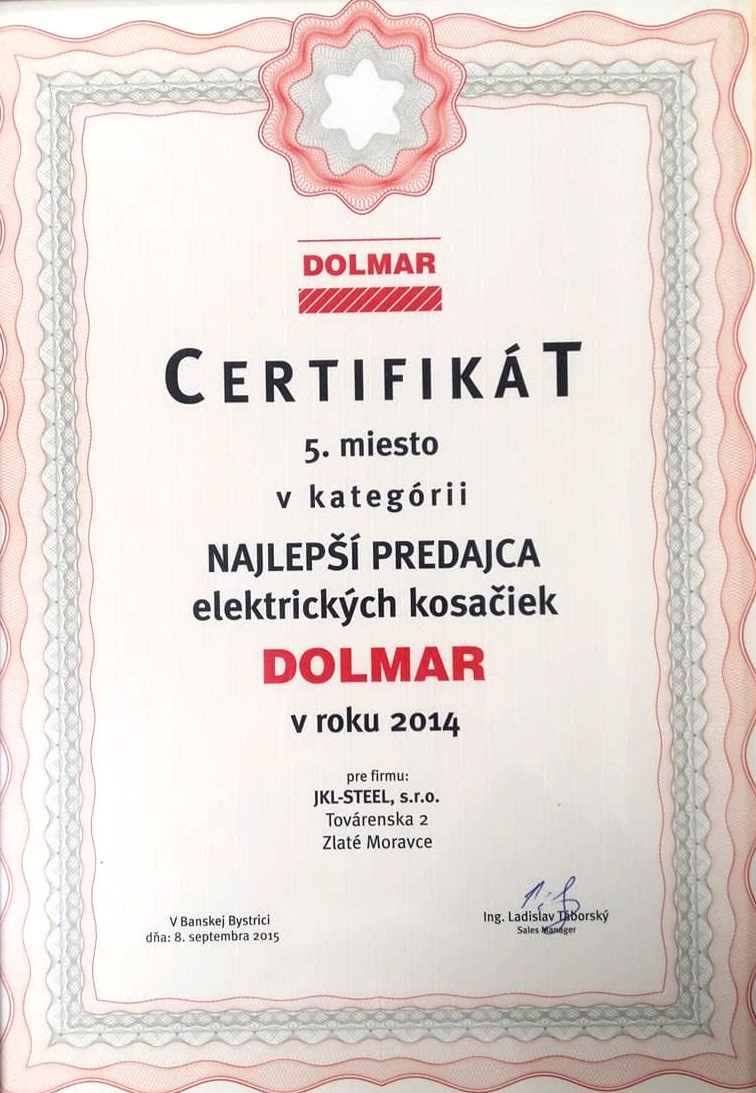 DOLMAR
CERTIFIKÁT
5. miesto
v kategórii
NAJLEPŠÍ PREDAJCA
elektrických kosačiek
DOLMAR
v roku 2014
pre firmu:
JKL-STEEL, s.r.o.
Továrenska 2
Zlaté Moravce
V Banskej Bystrici
dňa: 8. septembra 2015
Ing. Ladislav Táborský
Sales Manager